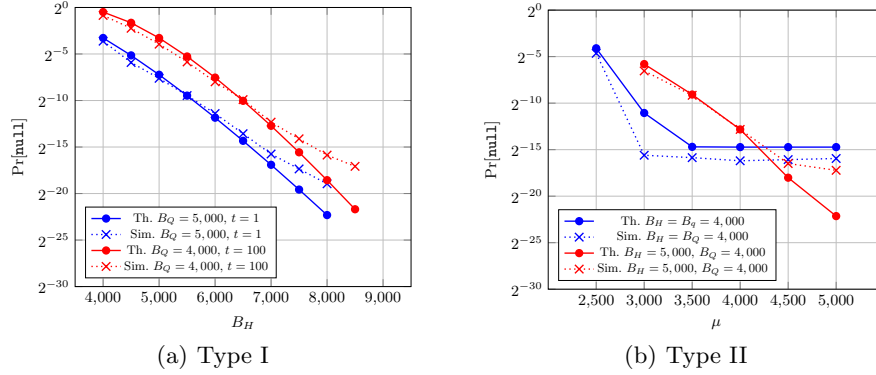 2^0
2^-5
2^-10
2^-15
2^-20
2^-25
2^-30
Pr[null]
Th. B_Q = 5,000, t = 1
Sim. B_Q = 5,000, t = 1
Th. B_Q = 4,000, t = 100
Sim. B_Q = 4,000, t = 100
4,000 5,000 6,000 7,000 8,000 9,000
B_H
(a) Type I
2^0
2^-5
2^-10
2^-15
2^-20
2^-25
2^-30
Pr[null]
Th. B_H = B_q = 4,000
Sim. B_H = B_Q = 4,000
Th. B_H = 5,000, B_Q = 4,000
Sim. B_H = 5,000, B_Q = 4,000
2,500 3,000 3,500 4,000 4,500 5,000
μ
(b) Type II